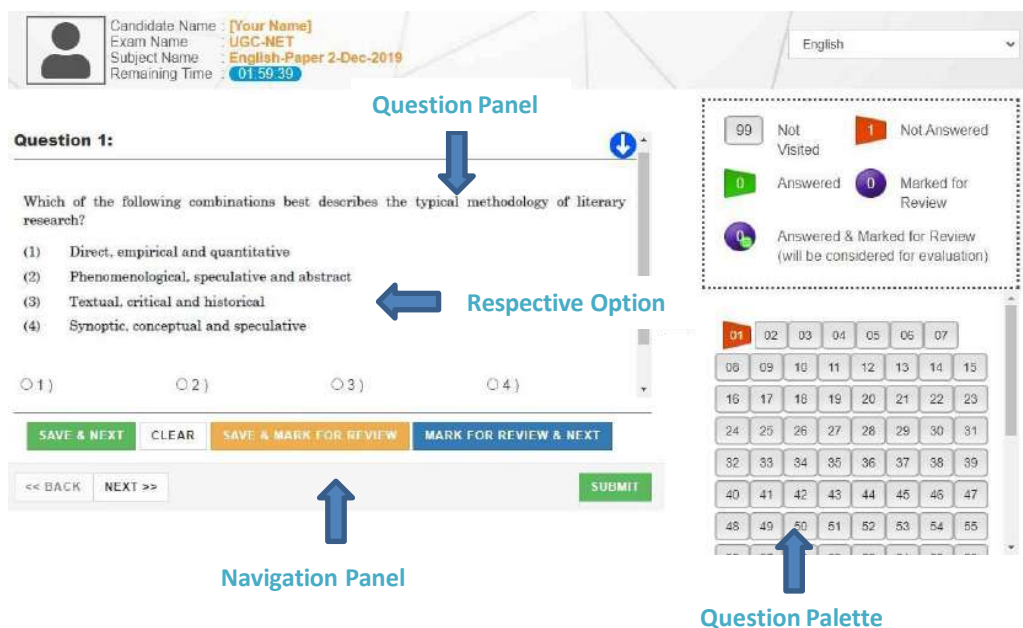 Candidate Name : [Your Name]
Exam Name : UGC-NET
Subject Name : English-Paper 2-Dec-2019
Remaining Time : 01:59:39
English
Question Panel
Question 1:
Which of the following combinations best describes the typical methodology of literary
research?
(1) Direct, empirical and quantitative
(2) Phenomenological, speculative and abstract
(3) Textual, critical and historical
(4) Synoptic, conceptual and speculative
Respective Option
1)
2)
3)
4)
SAVE & NEXT
CLEAR
SAVE & MARK FOR REVIEW
MARK FOR REVIEW & NEXT
<< BACK
NEXT >>
SUBMIT
Navigation Panel
99
Not
Visited
1
Not Answered
0
Answered
0
Marked for
Review
0
Answered & Marked for Review
(will be considered for evaluation)
01 02 03 04 05 06 07
08 09 10 11 12 13 14 15
16 17 18 19 20 21 22 23
24 25 26 27 28 29 30 31
32 33 34 35 36 37 38 39
40 41 42 43 44 45 46 47
48 49 50 51 52 53 54 55
Question Palette